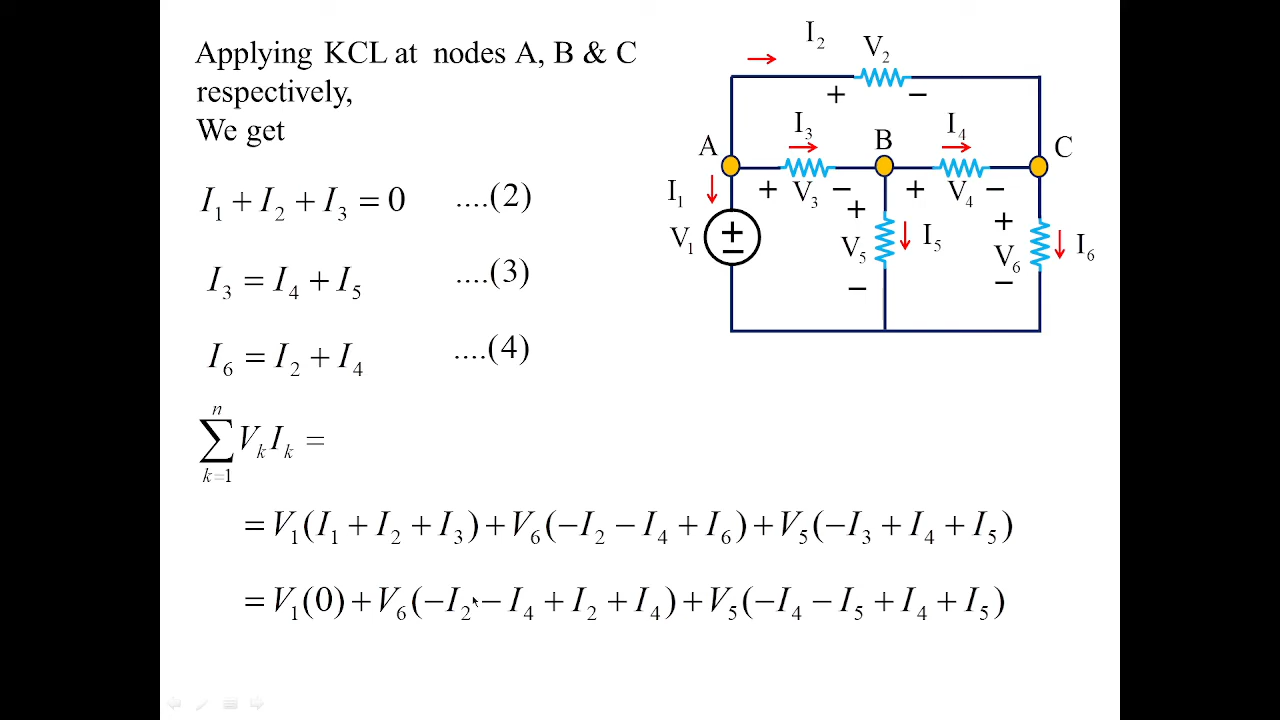 Applying KCL at nodes A, B & C
respectively,
We get
I₁ + I₂ + I₃ = 0 ....(2)
I₃ = I₄ + I₅ ....(3)
I₆ = I₂ + I₄ ....(4)
n
∑ VₖIₖ =
k=1
= V₁(I₁ + I₂ + I₃) + V₆(−I₂ − I₄ + I₆) + V₅(−I₃ + I₄ + I₅)
= V₁(0) + V₆(−I₂ − I₄ + I₂ + I₄) + V₅(−I₄ − I₅ + I₄ + I₅)
I₂
V₂
+ −
I₃ I₄
A B C
I₁ + V₃ − + V₄ −
+ +
V₁ + − V₅ I₅ V₆ I₆
− −